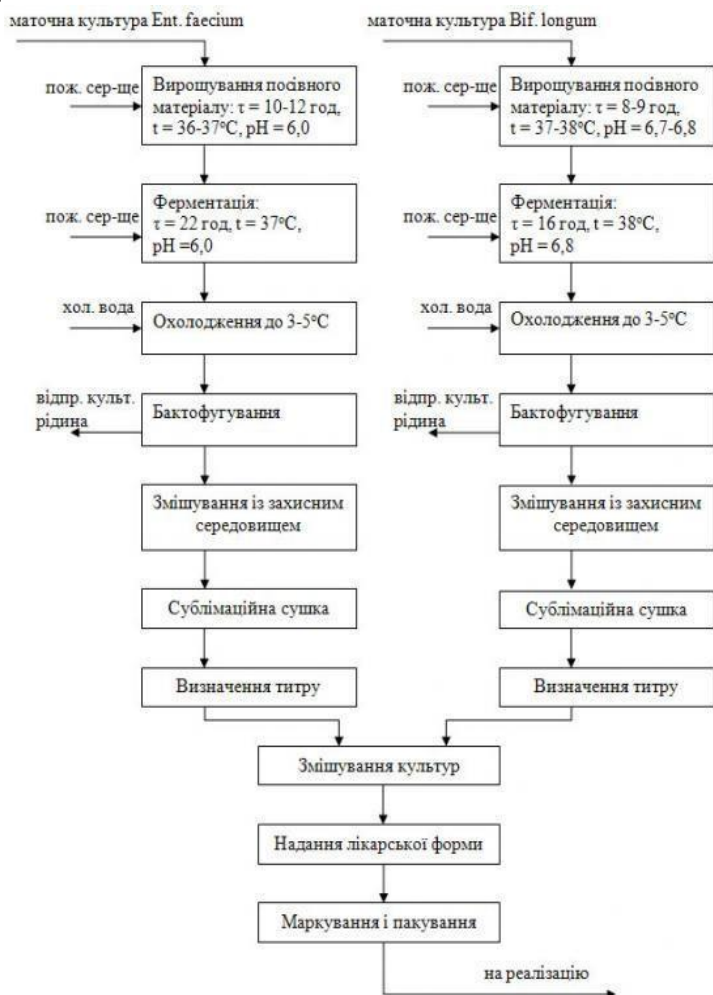 маточна культура Ent. faecium
пож. сер-ще
Вирощування посівного
матеріалу: τ = 10-12 год,
t = 36-37°C, pH = 6,0
пож. сер-ще
Ферментація:
τ = 22 год, t = 37°C,
pH =6,0
хол. вода
Охолодження до 3-5°C
відпр. культ.
рідина
Бактофугування
Змішування із захисним
середовищем
Сублімаційна сушка
Визначення титру
маточна культура Bif. longum
пож. сер-ще
Вирощування посівного
матеріалу: τ = 8-9 год,
t = 37-38°C, pH = 6,7-6,8
пож. сер-ще
Ферментація:
τ = 16 год, t = 38°C,
pH = 6,8
хол. вода
Охолодження до 3-5°C
відпр. культ.
рідина
Бактофугування
Змішування із захисним
середовищем
Сублімаційна сушка
Визначення титру
Змішування культур
Надання лікарської форми
Маркування і пакування
на реалізацію